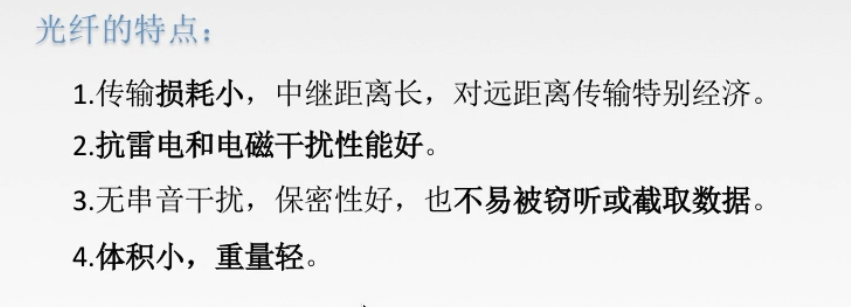 光纤的特点：
1.传输损耗小，中继距离长，对远距离传输特别经济。
2.抗雷电和电磁干扰性能好。
3.无串音干扰，保密性好，也不易被窃听或截取数据。
4.体积小，重量轻。